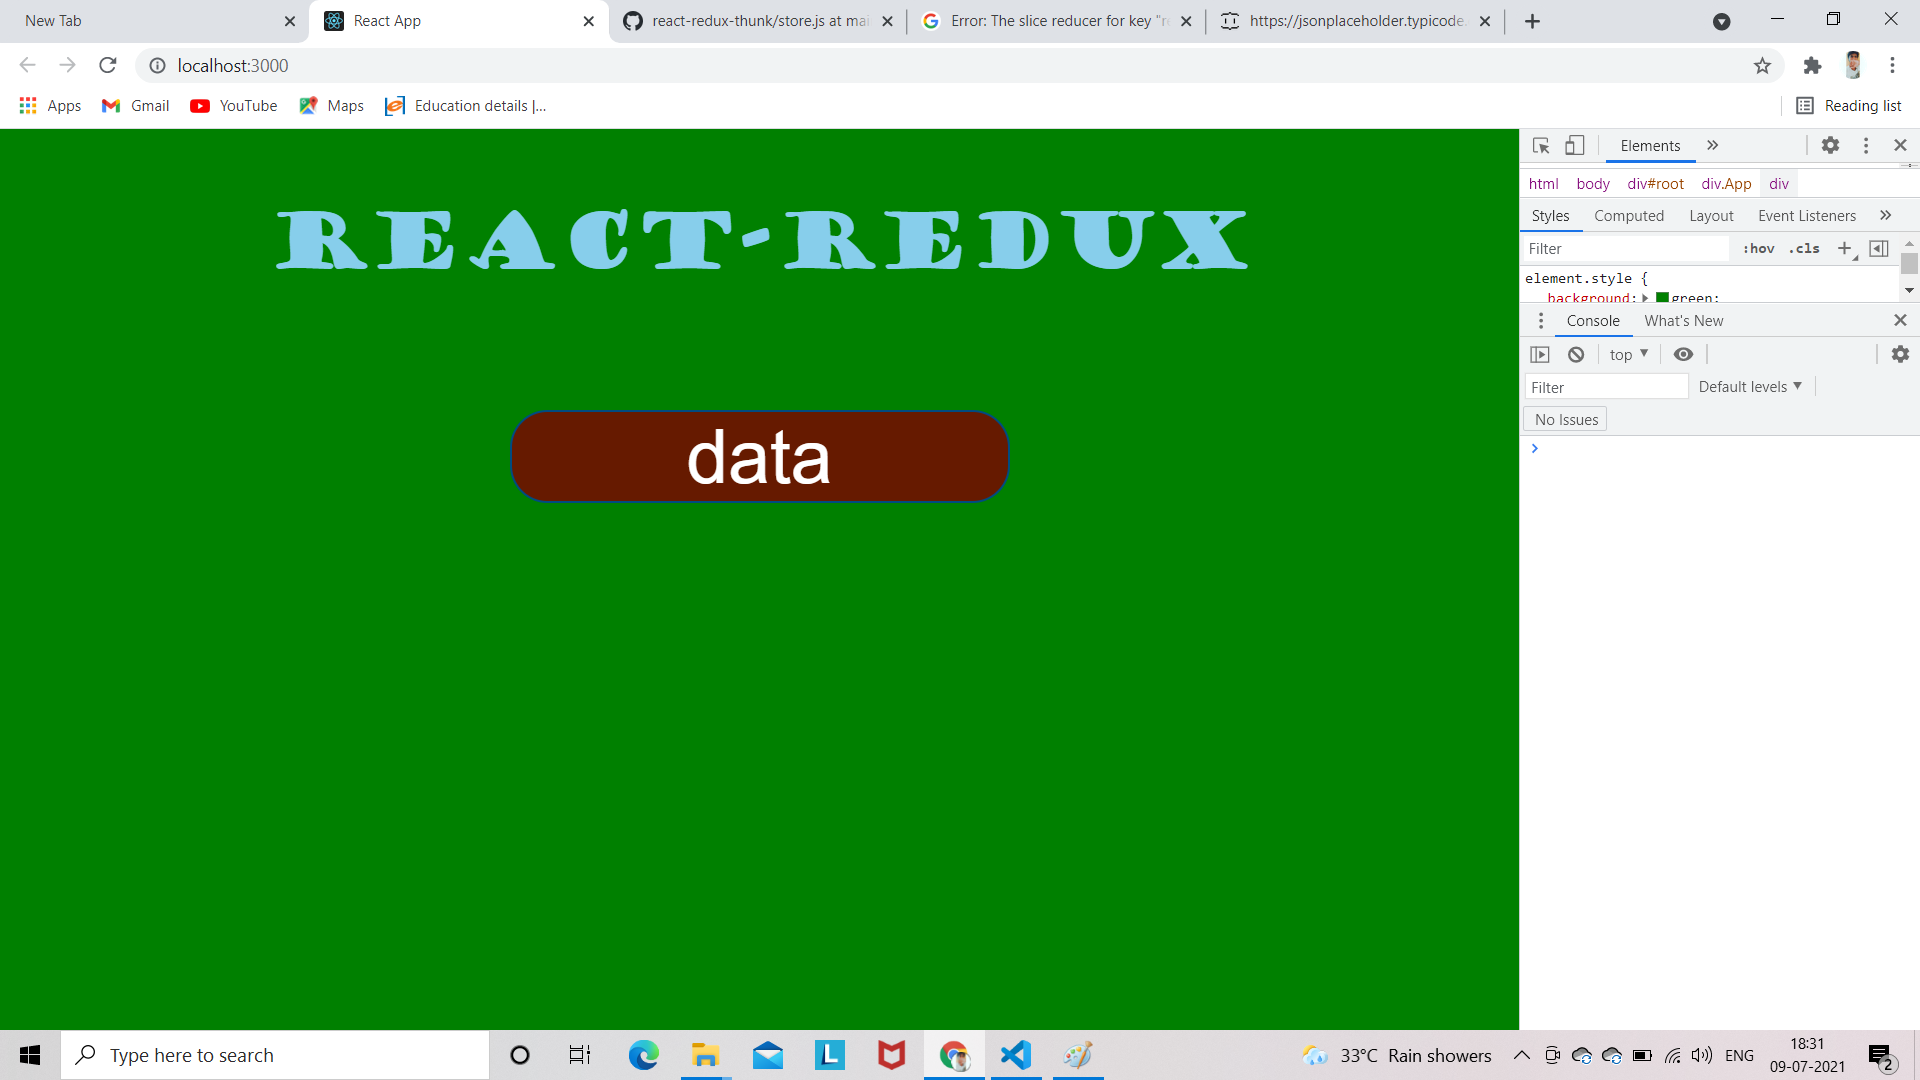 New Tab
React App
react-redux-thunk/store.js at mai
Error: The slice reducer for key "r
https://jsonplaceholder.typicode.
localhost:3000
Apps
Gmail
YouTube
Maps
Education details |...
Reading list
REACT-REDUX
data
Elements
html body div#root div.App div
Styles Computed Layout Event Listeners
Filter
:hov .cls
element.style {
background: green;
Console What's New
top
Filter
Default levels
No Issues
Type here to search
L
33°C Rain showers
ENG
18:31
09-07-2021
2